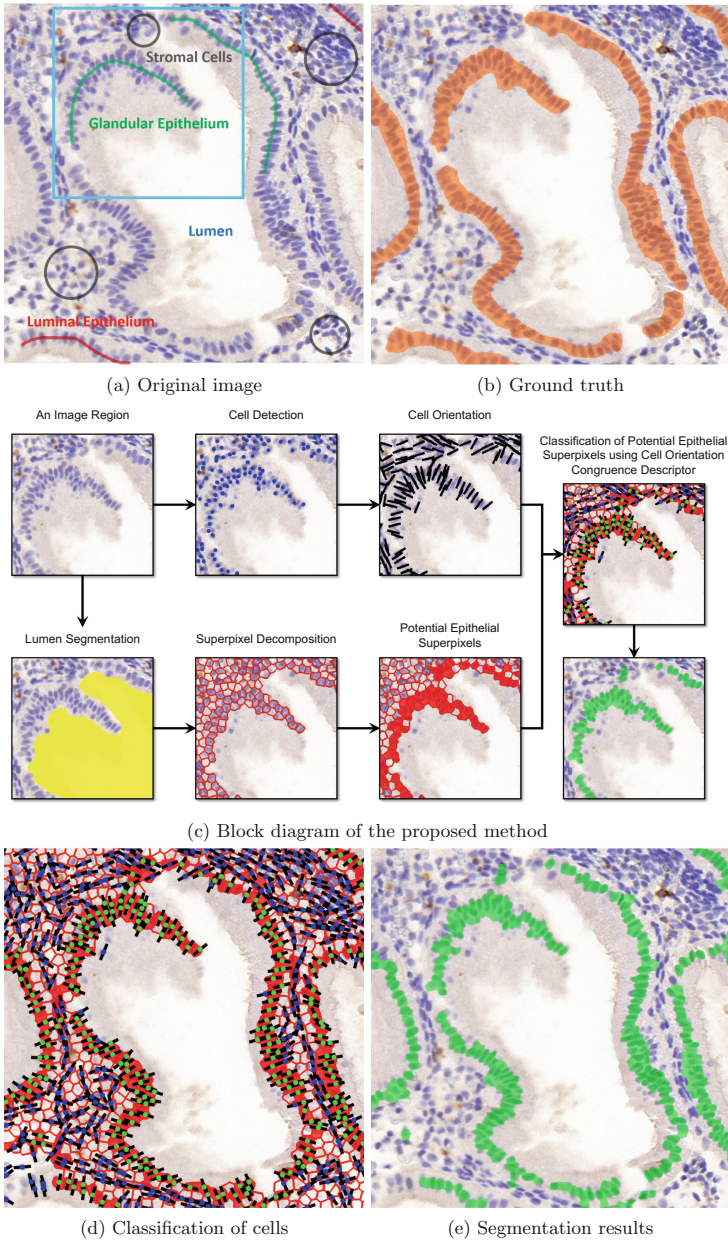 Stromal Cells
Glandular Epithelium
Lumen
Luminal Epithelium
(a) Original image
(b) Ground truth
An Image Region
Cell Detection
Cell Orientation
Classification of Potential Epithelial
Superpixels using Cell Orientation
Congruence Descriptor
Lumen Segmentation
Superpixel Decomposition
Potential Epithelial
Superpixels
(c) Block diagram of the proposed method
(d) Classification of cells
(e) Segmentation results